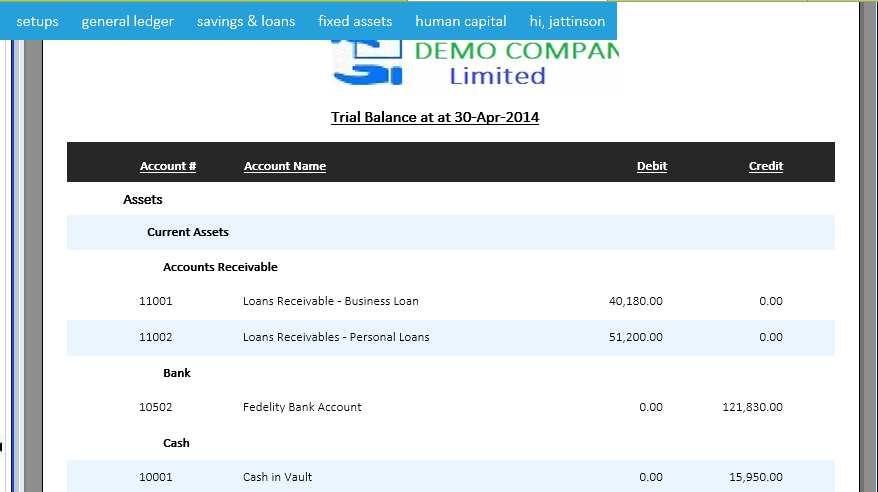 setups general ledger savings & loans fixed assets human capital hi, jattinson
DEMO COMPAN
Limited
Trial Balance at at 30-Apr-2014
Account # Account Name Debit Credit
Assets
Current Assets
Accounts Receivable
11001 Loans Receivable - Business Loan 40,180.00 0.00
11002 Loans Receivables - Personal Loans 51,200.00 0.00
Bank
10502 Fedelity Bank Account 0.00 121,830.00
Cash
10001 Cash in Vault 0.00 15,950.00